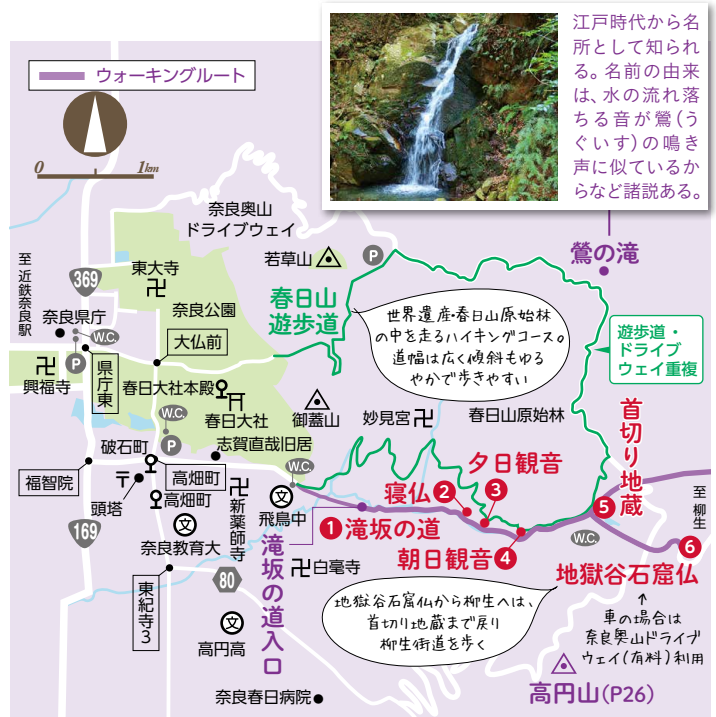 江戸時代から名
所として知られ
る。名前の由来
は、水の流れ落
ちる音が鶯（う
ぐいす）の鳴き
声に似ているか
らなど諸説ある。
ウォーキングルート
0 1km
奈良奥山
ドライブウェイ
若草山
P
鶯の滝
至近鉄奈良駅
369
東大寺
奈良公園
春日山
遊歩道
世界遺産・春日山原始林
の中を走るハイキングコース。
道幅は広く傾斜もゆる
やかで歩きやすい
遊歩道・
ドライブ
ウェイ重複
奈良県庁
W.C.
P
大仏前
県庁東
興福寺
春日大社本殿
春日大社
御蓋山
妙見宮
春日山原始林
首切り地蔵
W.C.
P
破石町
志賀直哉旧居
夕日観音
福智院
高畑町
W.C.
寝仏
2
3
5
至柳生
頭塔
高畑町
新薬師寺
文
飛鳥中
1
滝坂の道
朝日観音
4
W.C.
6
169
文
奈良教育大
滝坂の道入口
白毫寺
地獄谷石窟仏
80
東紀寺3
地獄谷石窟仏から柳生へは、
首切り地蔵まで戻り
柳生街道を歩く
↑
車の場合は
奈良奥山ドライブ
ウェイ(有料)利用
文
高円高
高円山(P26)
奈良春日病院